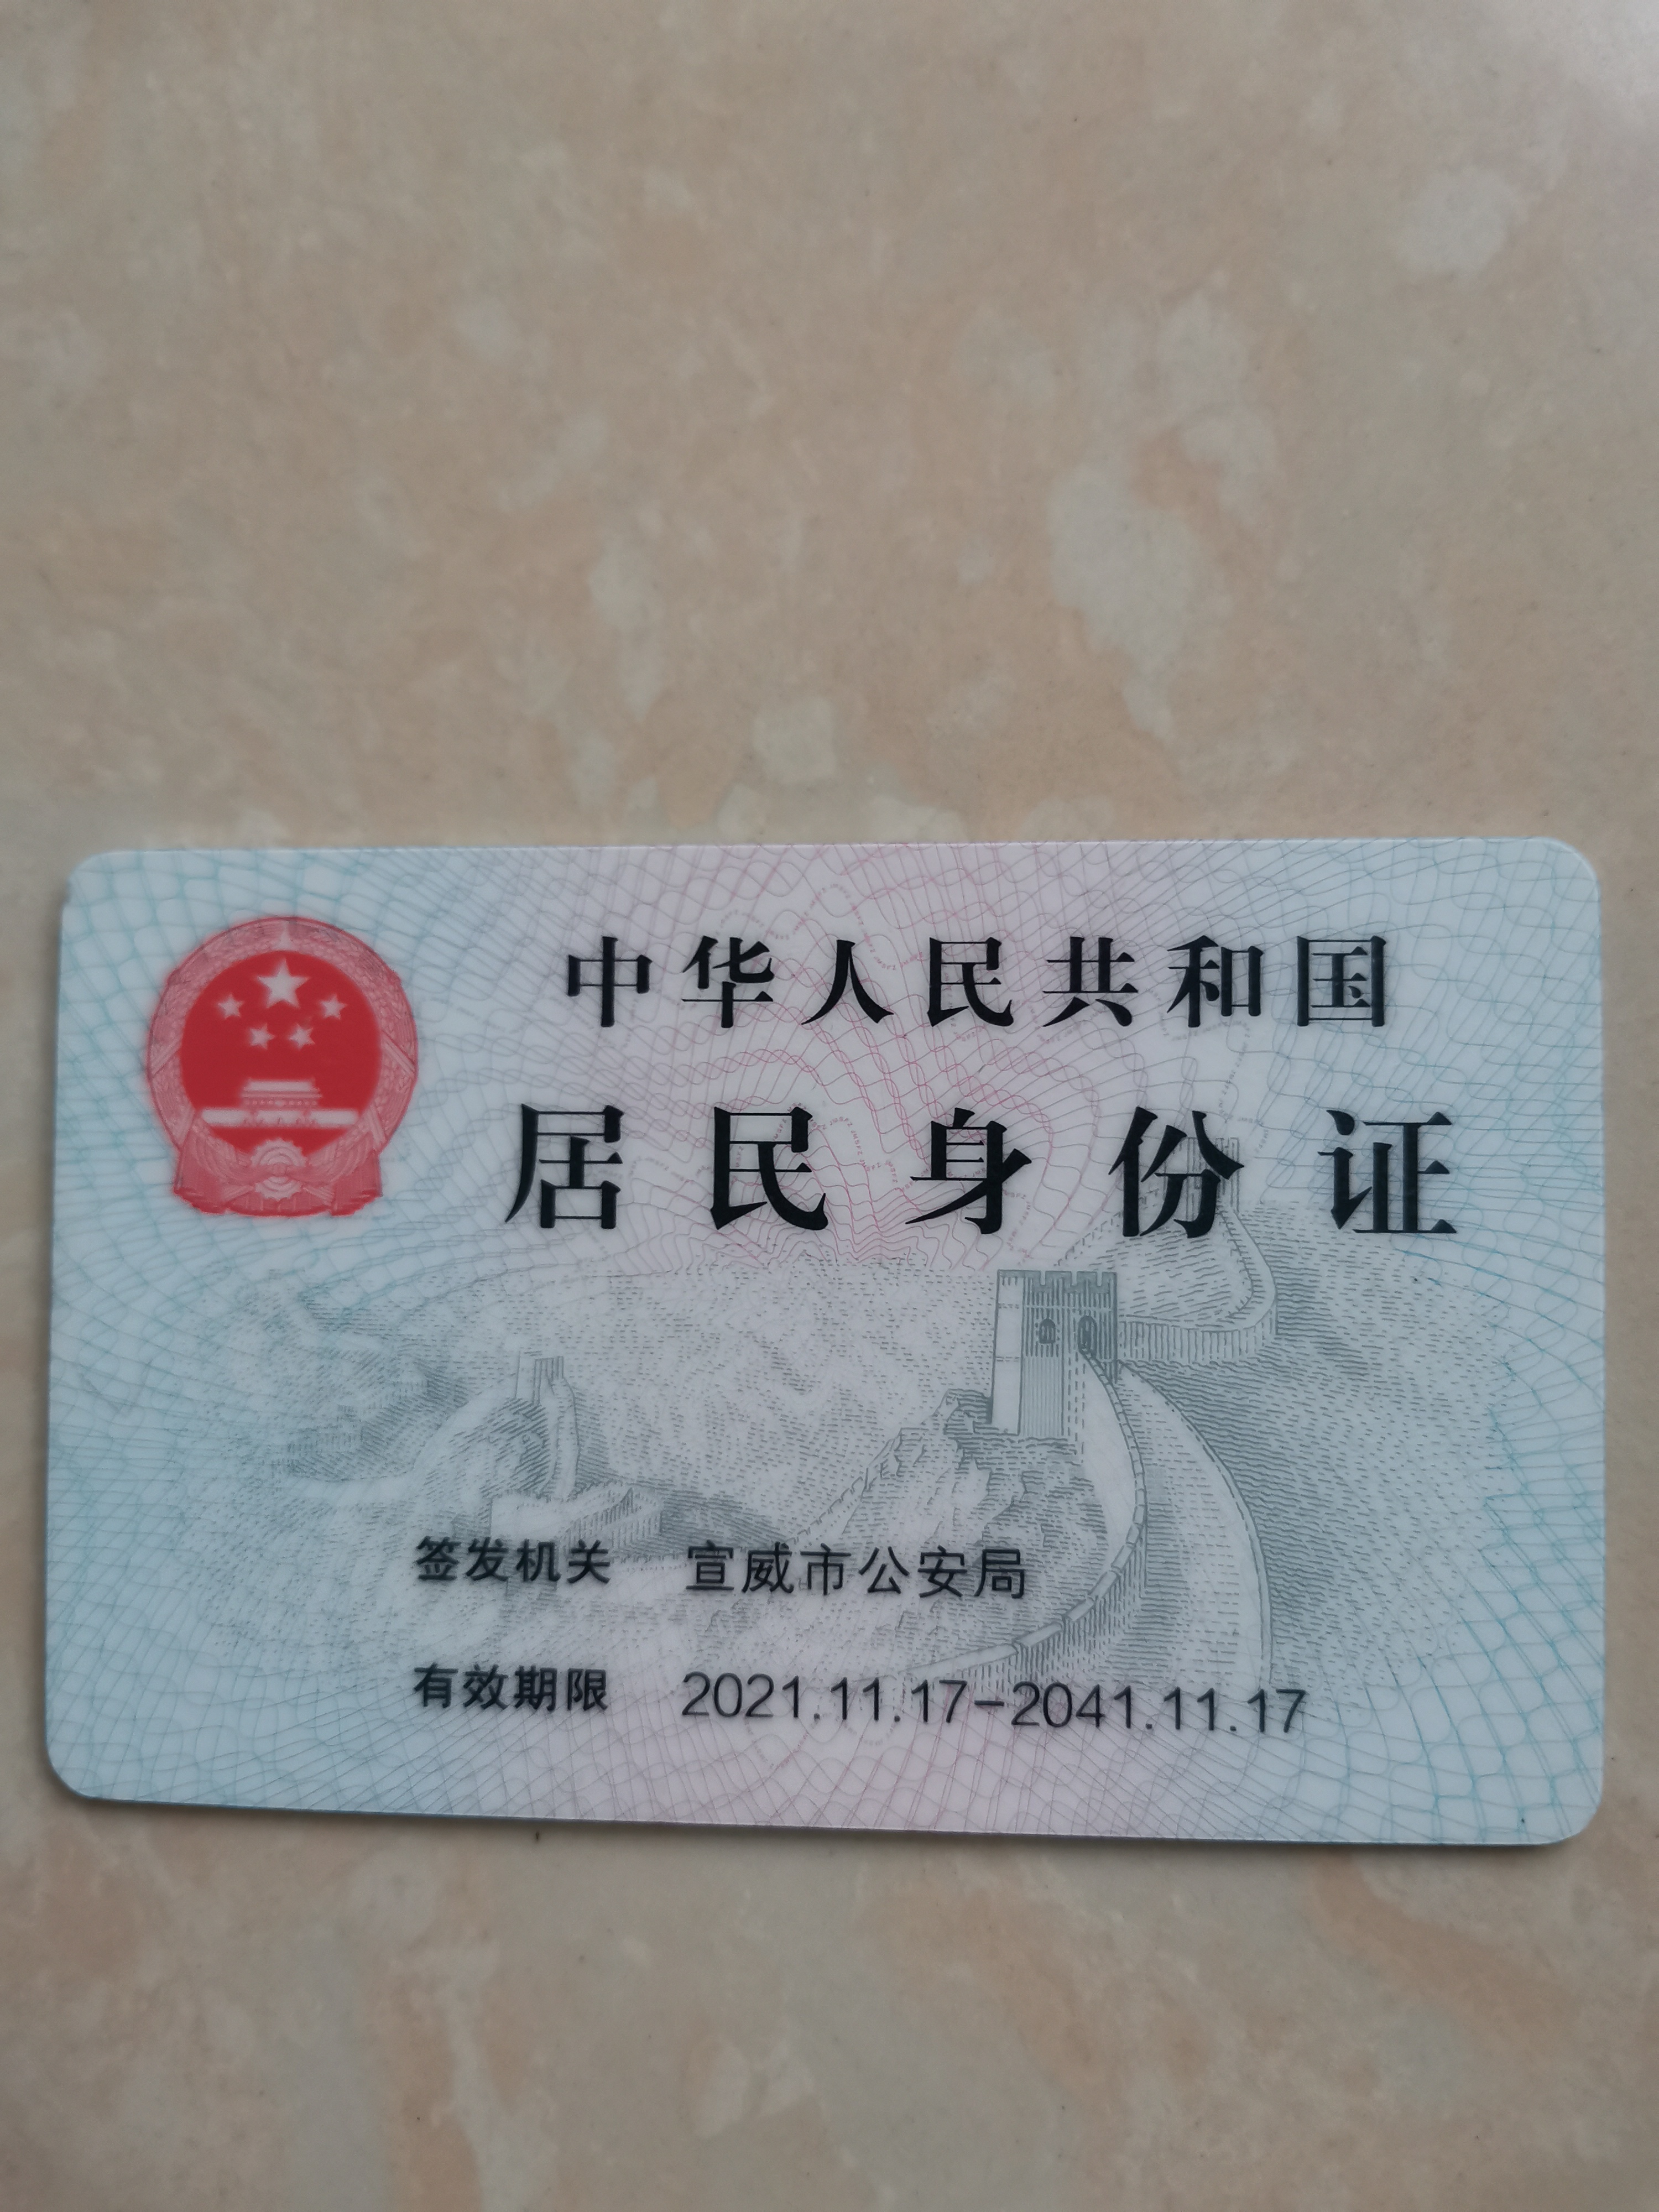 中华人民共和国
居民身份证
签发机关 宣威市公安局
有效期限 2021.11.17-2041.11.17